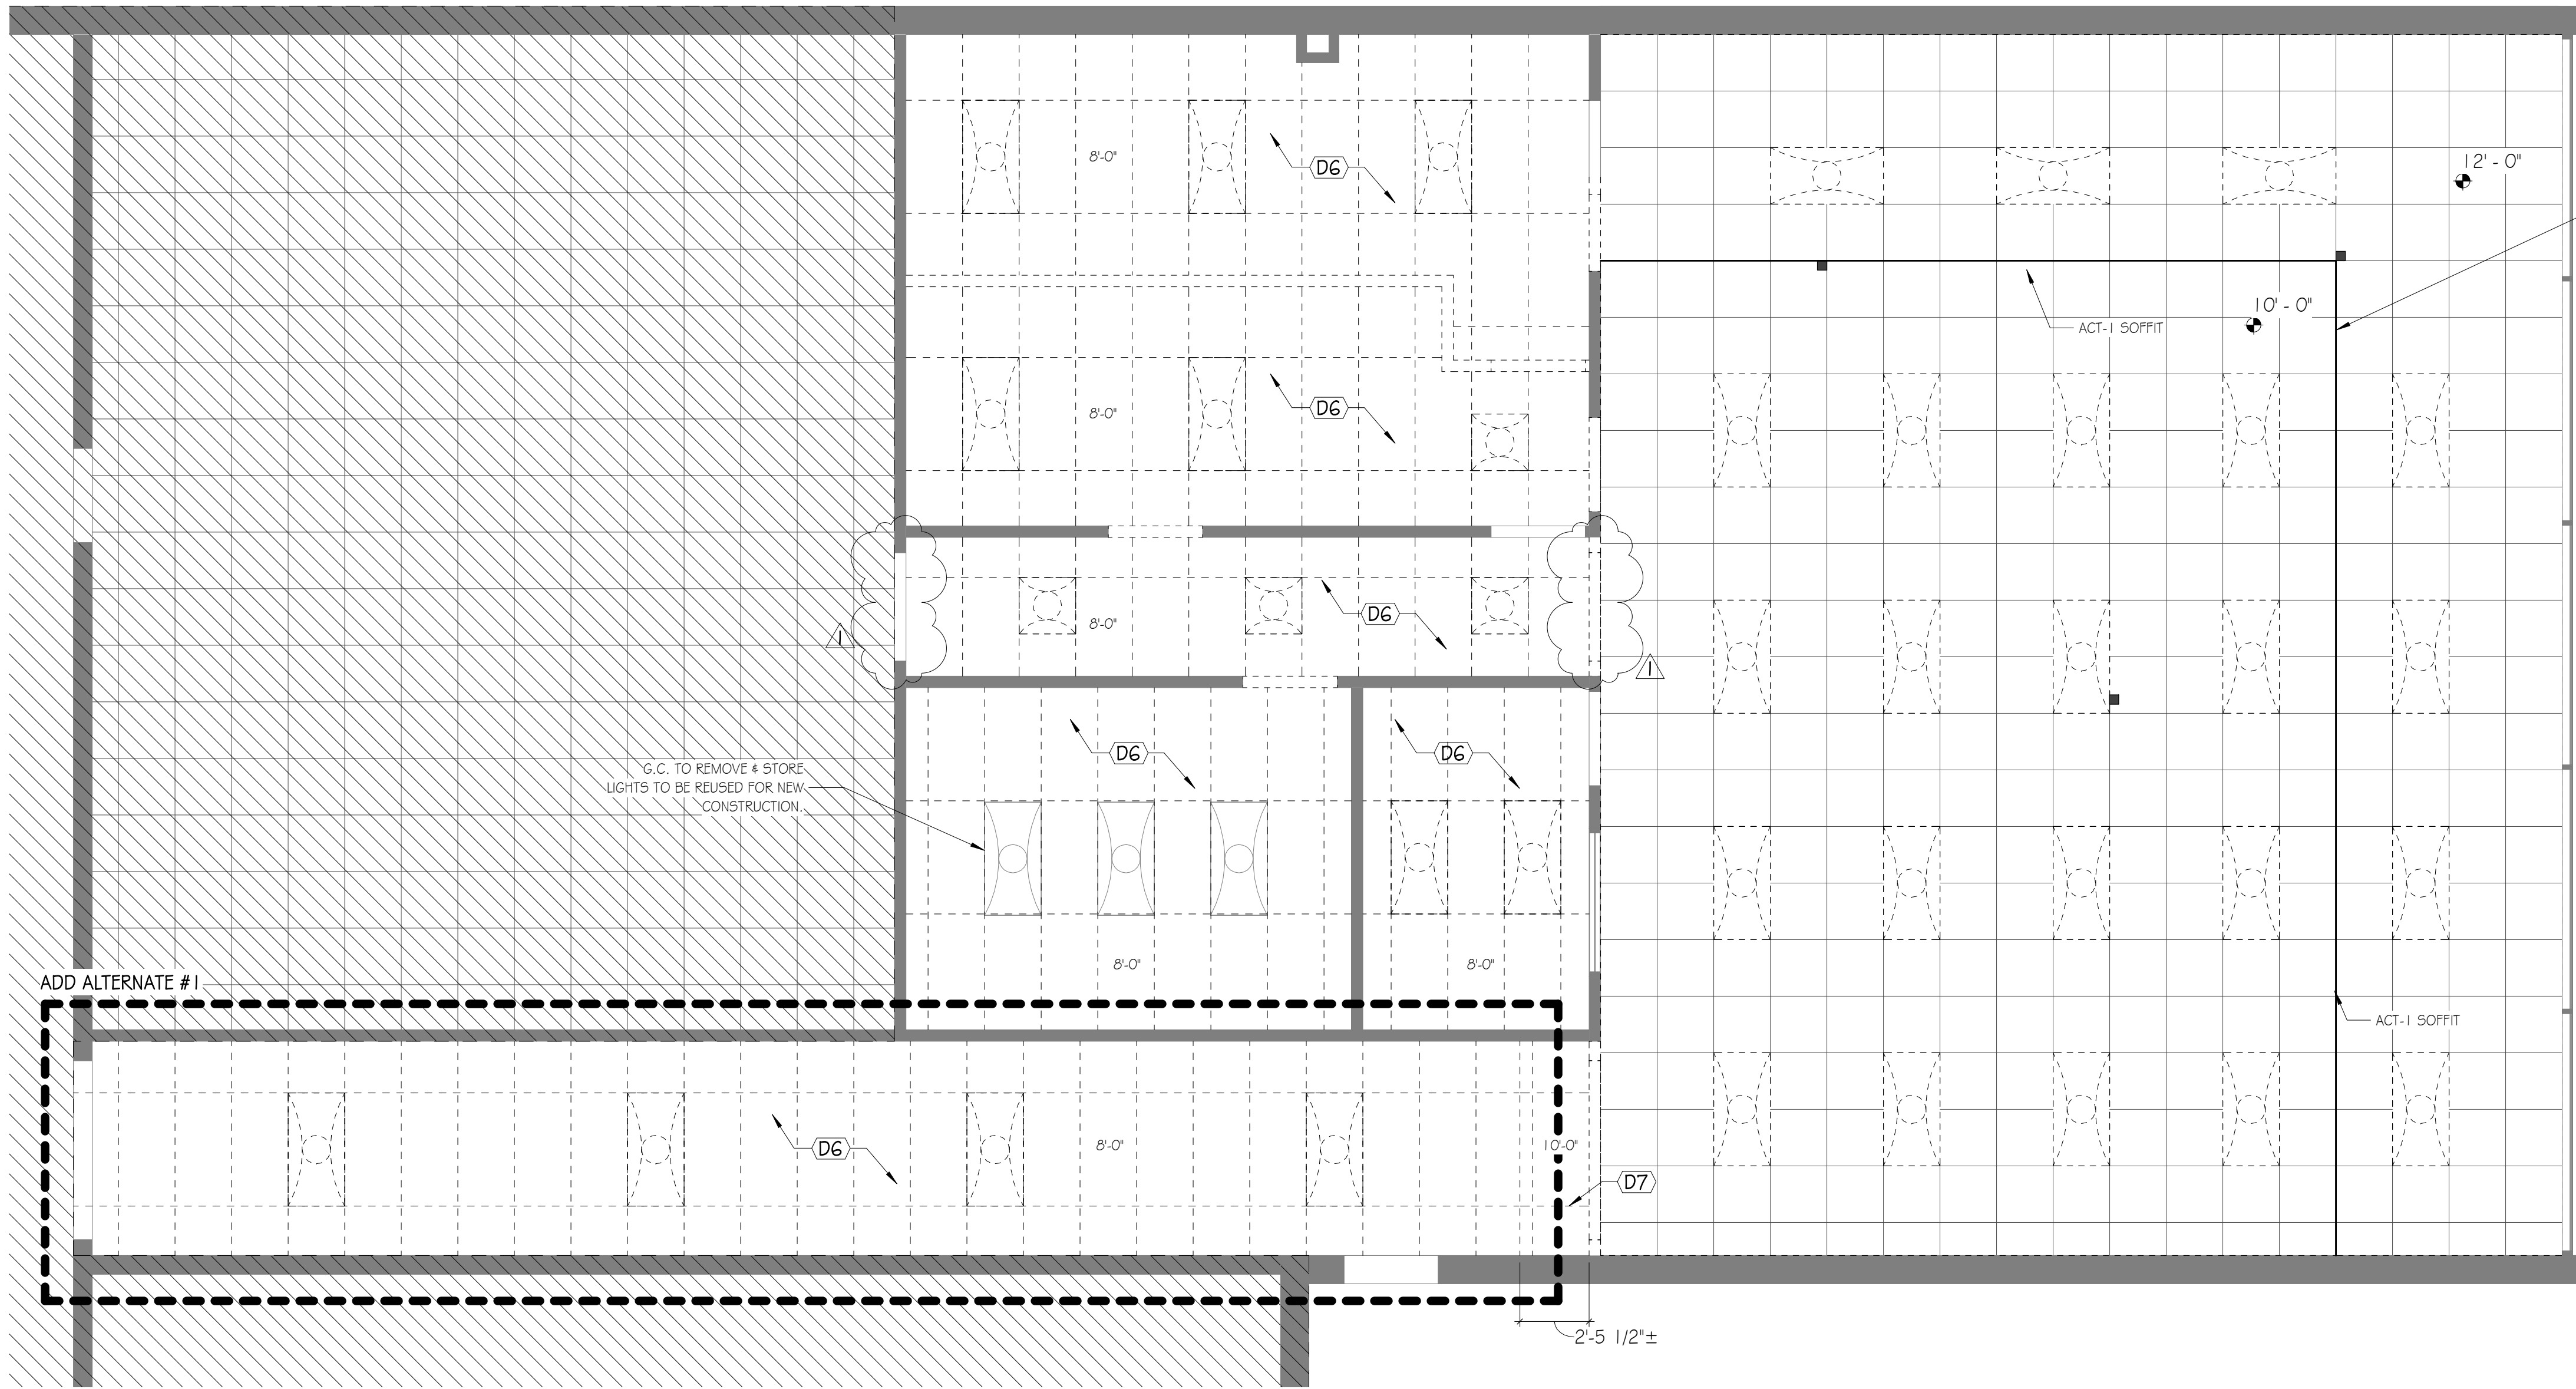 8'-0"
D6
12' - 0"
10' - 0"
ACT-1 SOFFIT
8'-0"
D6
8'-0"
D6
1
1
D6
D6
G.C. TO REMOVE & STORE
LIGHTS TO BE REUSED FOR NEW
CONSTRUCTION.
8'-0"
8'-0"
ADD ALTERNATE #1
ACT-1 SOFFIT
D6
8'-0"
10'-0"
D7
2'-5 1/2"±